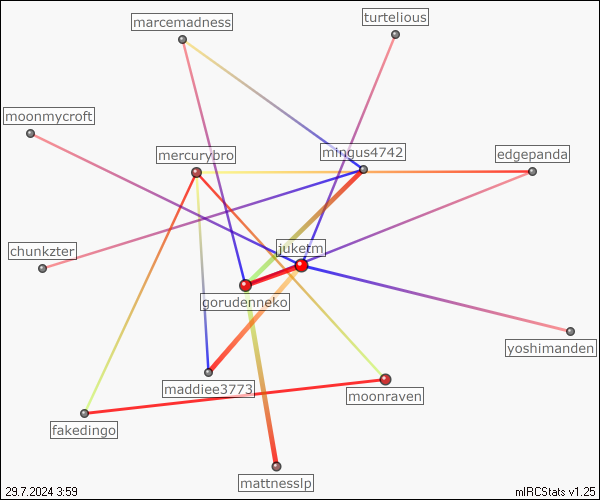 turtelious
marcemadness
moonmycroft
mercurybro
mingus4742
edgepanda
chunkzter
juketm
gorudenneko
yoshimanden
maddiee3773
moonraven
fakedingo
mattnesslp
29.7.2024 3:59
mIRCStats v1.25